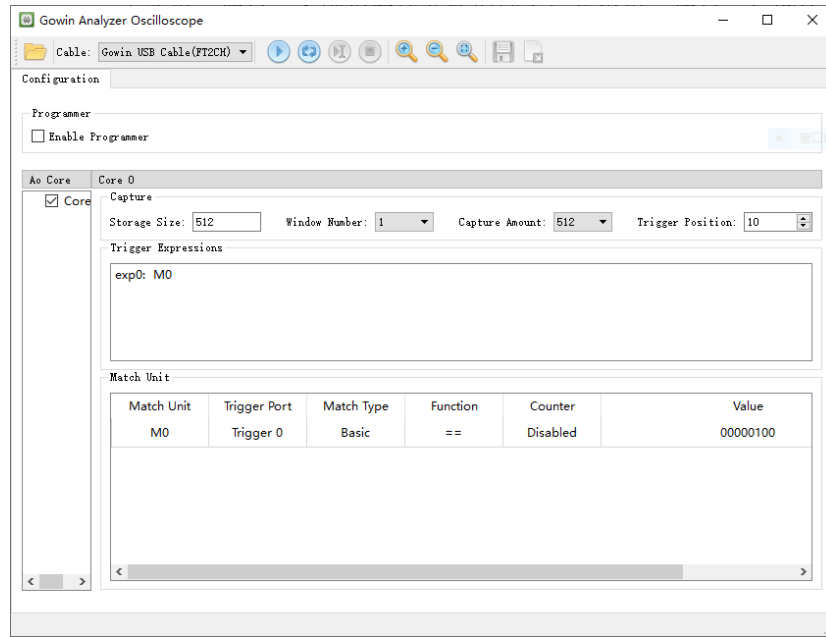 Gowin Analyzer Oscilloscope
Cable: Gowin USB Cable(FT2CH)
Configuration
Programmer
Enable Programmer
Ao Core Core 0
Core
Capture
Storage Size: 512 Window Number: 1 Capture Amount: 512 Trigger Position: 10
Trigger Expressions
exp0: M0
Match Unit
Match Unit Trigger Port Match Type Function Counter Value
M0 Trigger 0 Basic == Disabled 00000100